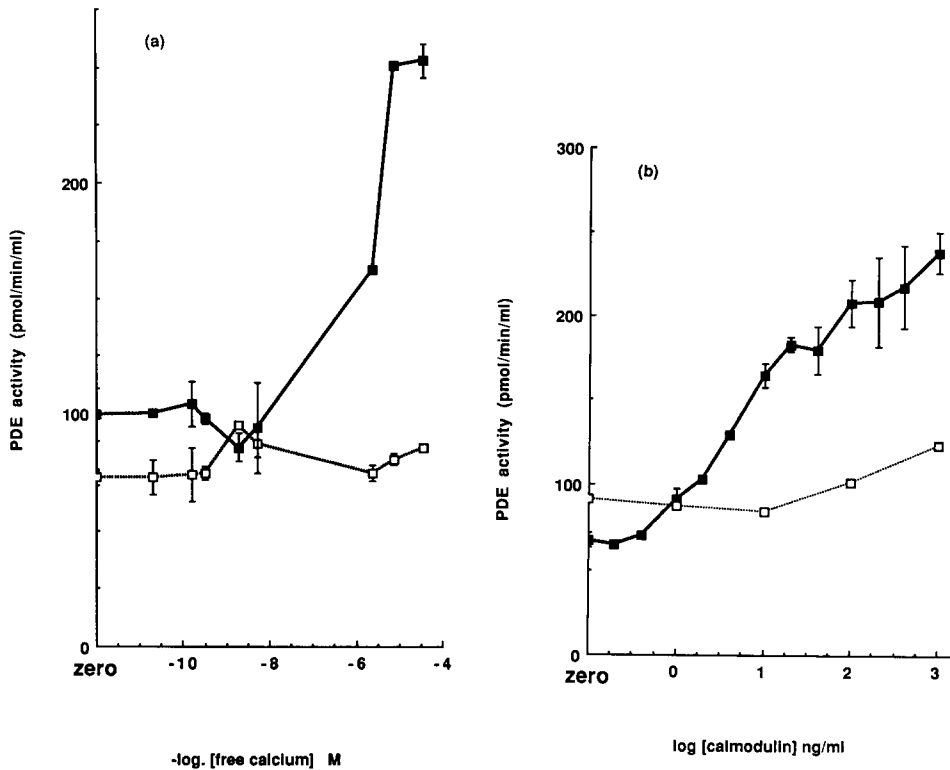 (a)
200
100
0
PDE activity (pmol/min/ml)
zero
-10
-8
-6
-4
-log. [free calcium] M
(b)
300
200
100
0
PDE activity (pmol/min/ml)
zero
0
1
2
3
log [calmodulin] ng/ml